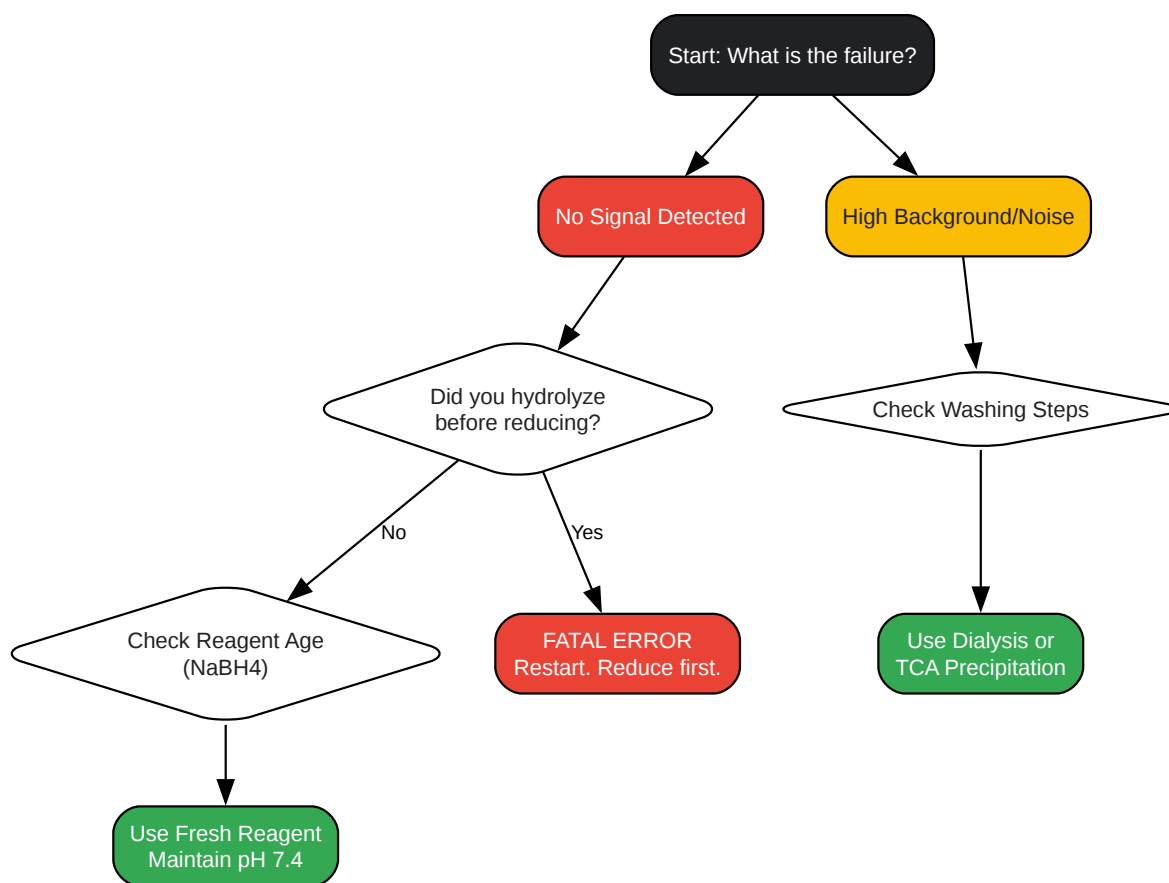 Start: What is the failure?
No Signal Detected
High Background/Noise
Did you hydrolyze
before reducing?
Check Washing Steps
No
Yes
Check Reagent Age
(NaBH4)
FATAL ERROR
Restart. Reduce first.
Use Dialysis or
TCA Precipitation
Use Fresh Reagent
Maintain pH 7.4